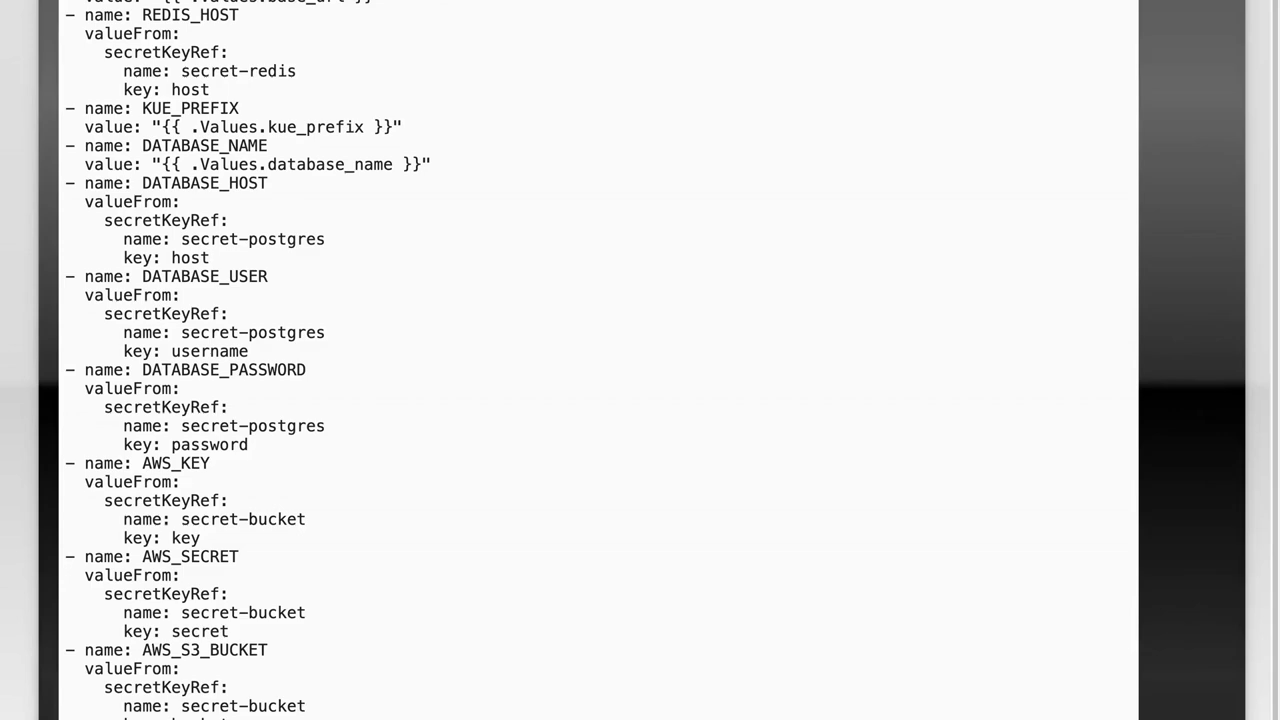 - name: REDIS_HOST
valueFrom:
secretKeyRef:
name: secret-redis
key: host
- name: KUE_PREFIX
value: "{{ .Values.kue_prefix }}"
- name: DATABASE_NAME
value: "{{ .Values.database_name }}"
- name: DATABASE_HOST
valueFrom:
secretKeyRef:
name: secret-postgres
key: host
- name: DATABASE_USER
valueFrom:
secretKeyRef:
name: secret-postgres
key: username
- name: DATABASE_PASSWORD
valueFrom:
secretKeyRef:
name: secret-postgres
key: password
- name: AWS_KEY
valueFrom:
secretKeyRef:
name: secret-bucket
key: key
- name: AWS_SECRET
valueFrom:
secretKeyRef:
name: secret-bucket
key: secret
- name: AWS_S3_BUCKET
valueFrom:
secretKeyRef:
name: secret-bucket